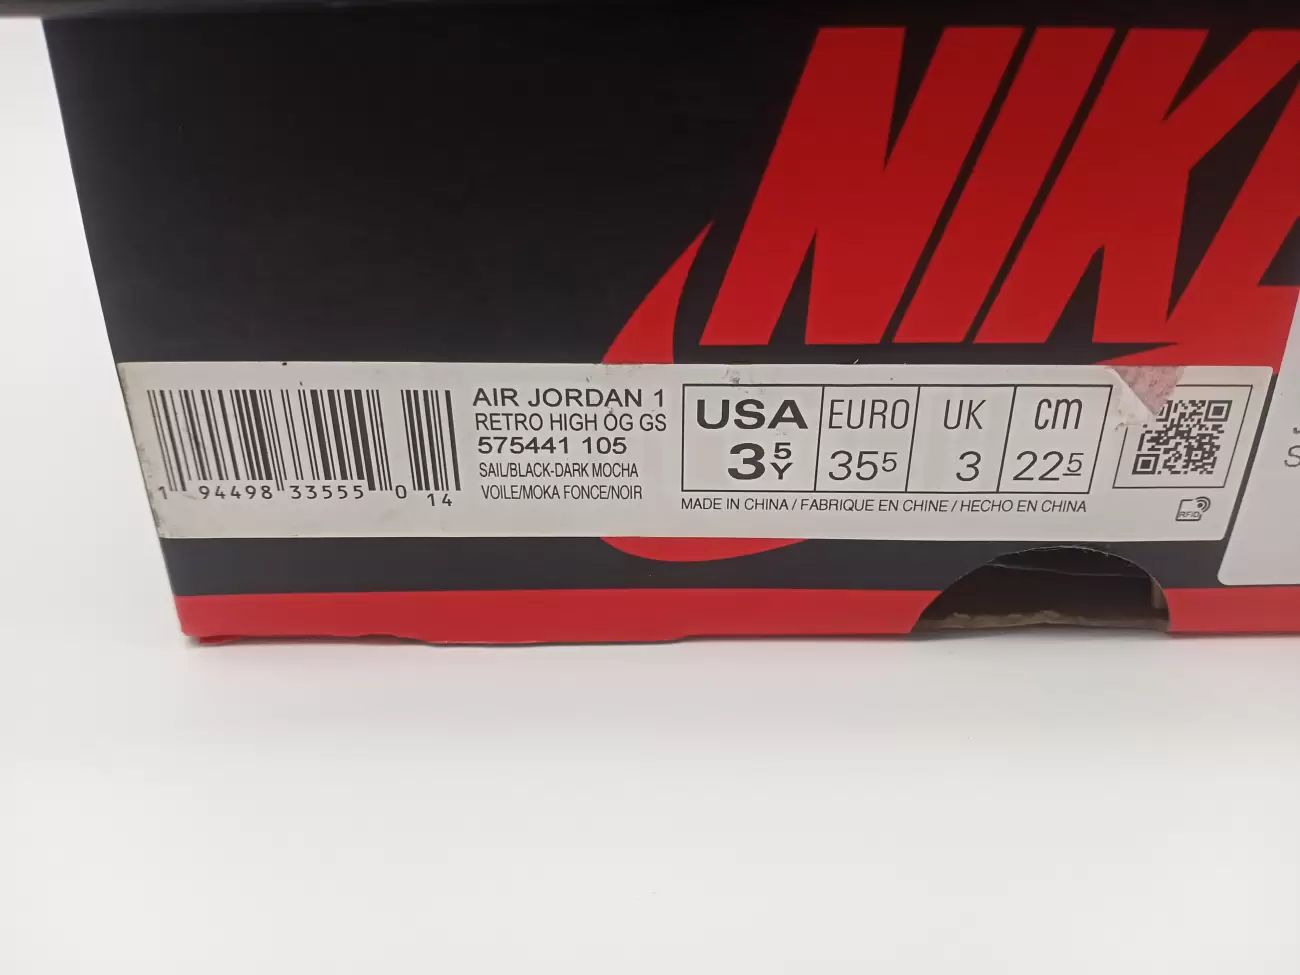 NIKE
AIR JORDAN 1
RETRO HIGH OG GS
575441 105
SAIL/BLACK-DARK MOCHA
VOILE/MOKA FONCE/NOIR
1 94498 33555 0 14
USA EURO UK cm
3 5 Y 35 5 3 22 5
MADE IN CHINA / FABRIQUE EN CHINE / HECHO EN CHINA
RFID